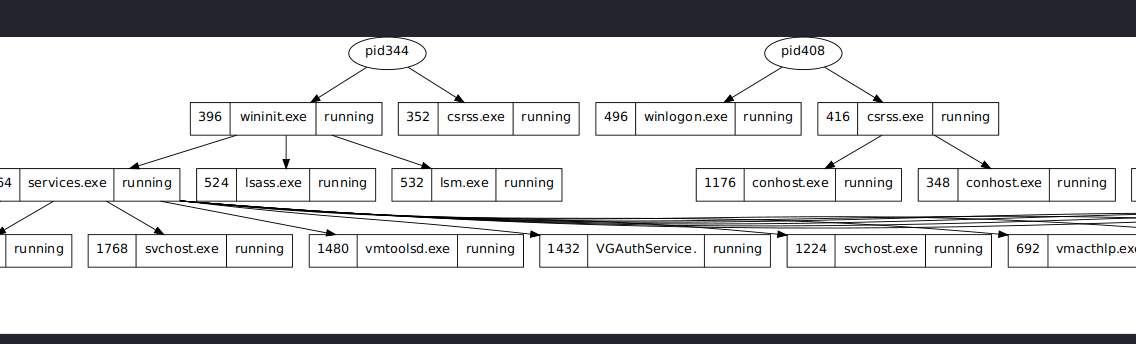 pid344 pid408
396 wininit.exe running 352 csrss.exe running 496 winlogon.exe running 416 csrss.exe running
services.exe running 524 lsass.exe running 532 lsm.exe running 1176 conhost.exe running 348 conhost.exe running
running 1768 svchost.exe running 1480 vmtoolsd.exe running 1432 VGAuthService. running 1224 svchost.exe running 692